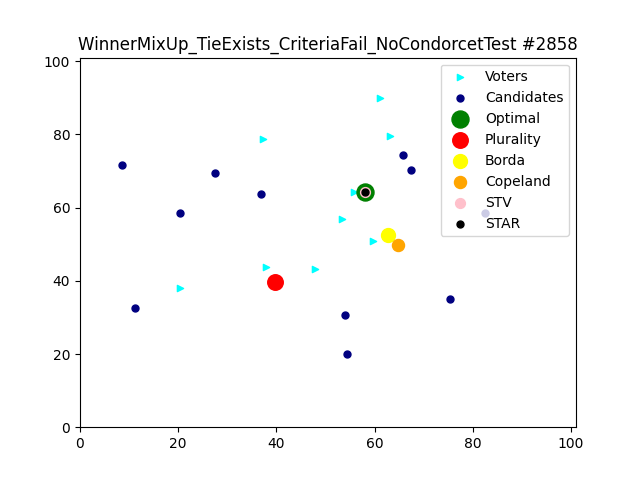 WinnerMixUp_TieExists_CriteriaFail_NoCondorcetTest #2858
100
80
60
40
20
0
0 20 40 60 80 100
Voters
Candidates
Optimal
Plurality
Borda
Copeland
STV
STAR